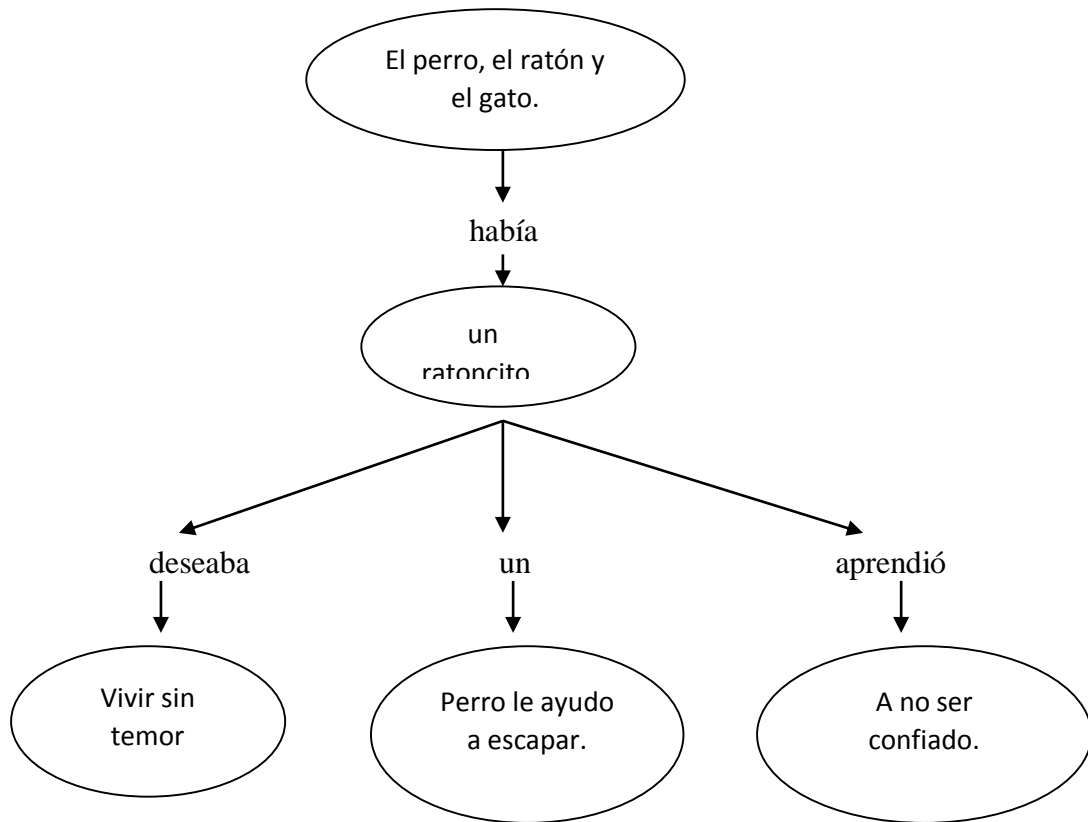 El perro, el ratón y
el gato.
había
un
ratoncito
deseaba
un
aprendió
Vivir sin
temor
Perro le ayudo
a escapar.
A no ser
confiado.